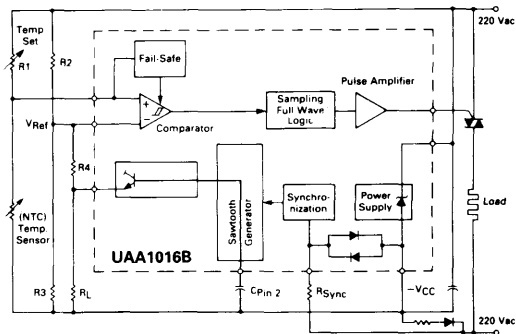 220 Vac
Temp
Set
R1
R2
Fail-Safe
Pulse Amplifier
+
−
Comparator
Sampling
Full Wave
Logic
VRef
R4
(NTC)
Temp.
Sensor
Sawtooth
Generator
Synchro-
nization
Power
Supply
Load
UAA1016B
R3
RL
CPin 2
RSync
−VCC
220 Vac